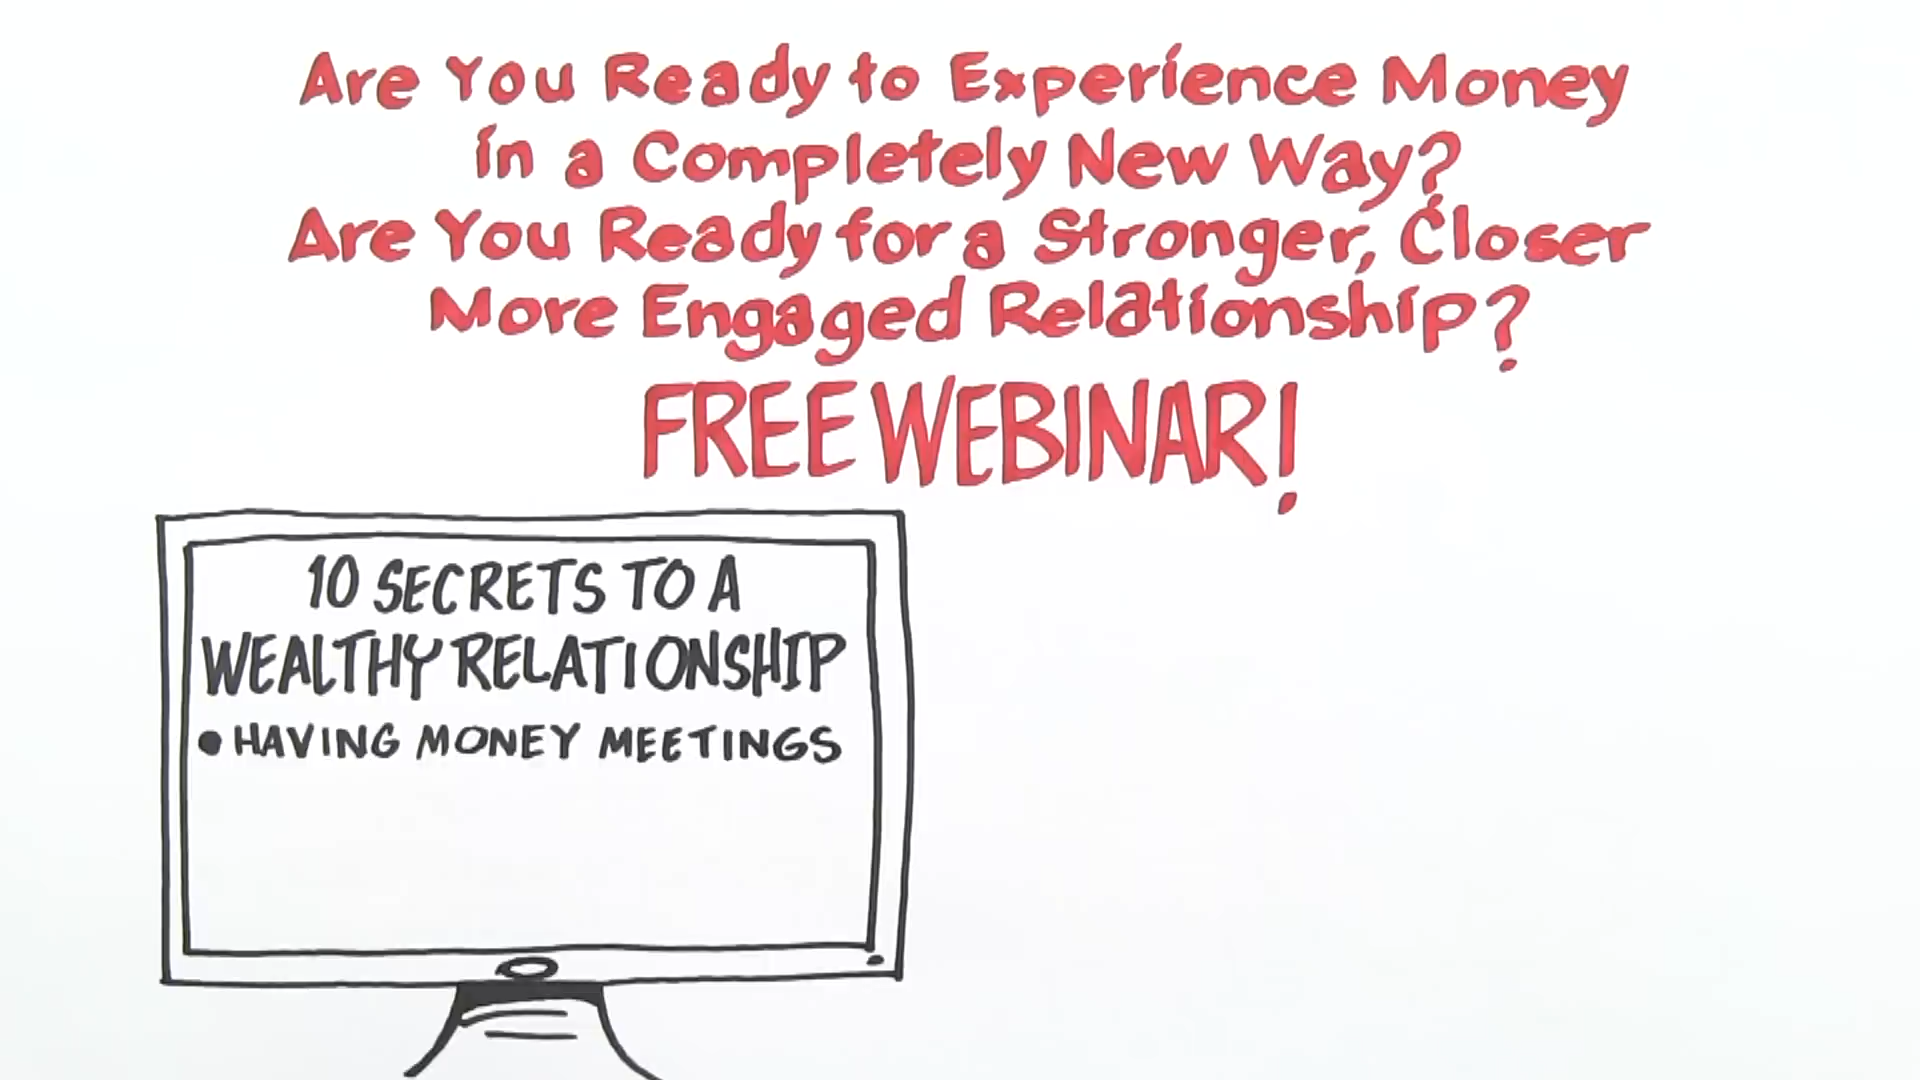 Are You Ready to Experience Money
in a Completely New Way?
Are You Ready for a Stronger, Closer
More Engaged Relationship?
FREE WEBINAR!
10 SECRETS TO A
WEALTHY RELATIONSHIP
• HAVING MONEY MEETINGS